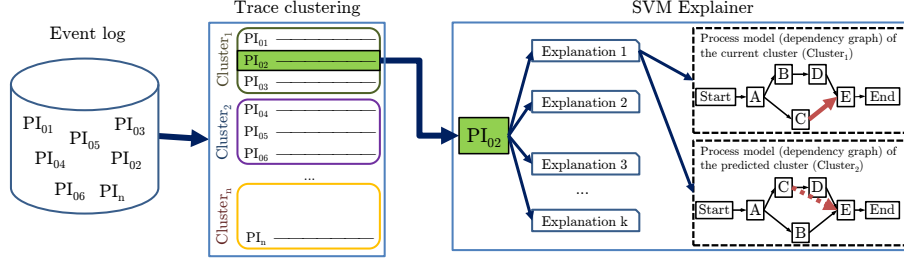 Event log
PI01
PI03
PI05
PI04
PI02
PI06
PIn
Trace clustering
Cluster1
PI01
PI02
PI03
Cluster2
PI04
PI05
PI06
...
Clustern
PIn
SVM Explainer
PI02
Explanation 1
Explanation 2
Explanation 3
...
Explanation k
Process model (dependency graph) of
the current cluster (Cluster1)
B
D
Start
A
E
End
C
Process model (dependency graph) of
the predicted cluster (Cluster2)
C
D
Start
A
E
End
B